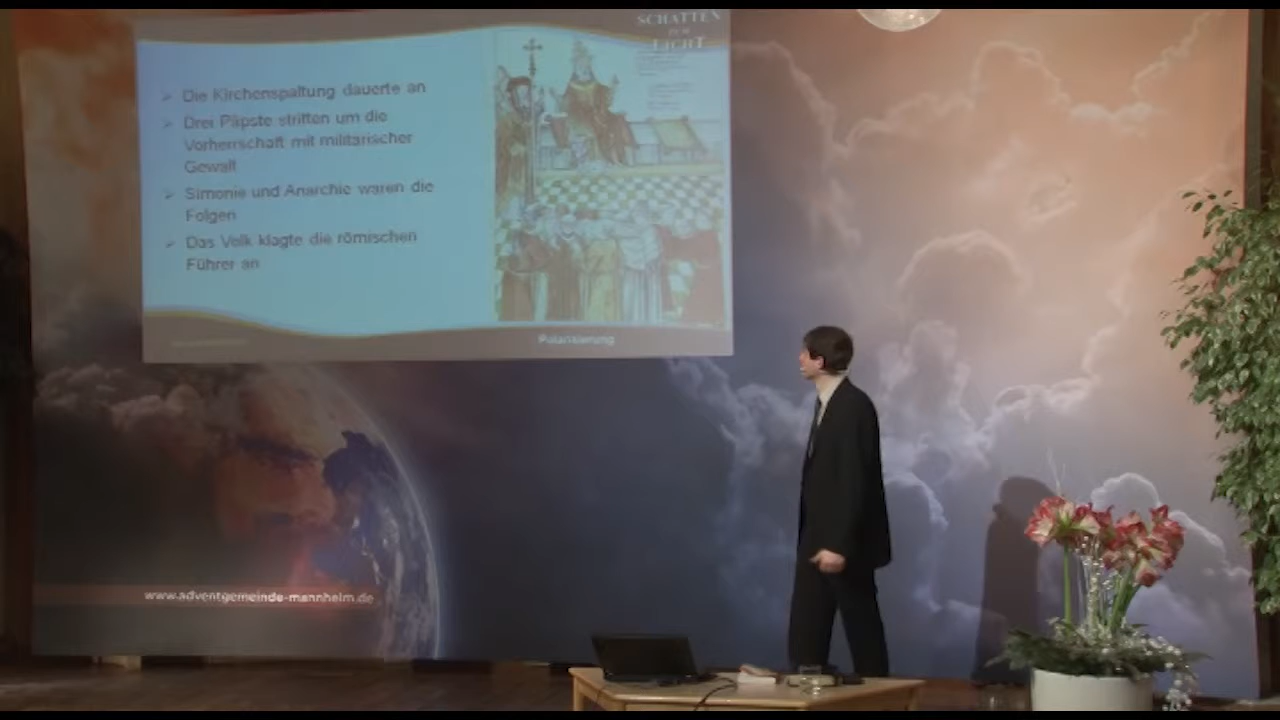 SCHATTEN
ZUM
LICHT
Die Kirchenspaltung dauerte an
Drei Päpste stritten um die
Vorherrschaft mit militärischer
Gewalt
Simonie und Anarchie waren die
Folgen
Das Volk klagte die römischen
Führer an
Polarisierung
www.adventgemeinde-mannheim.de